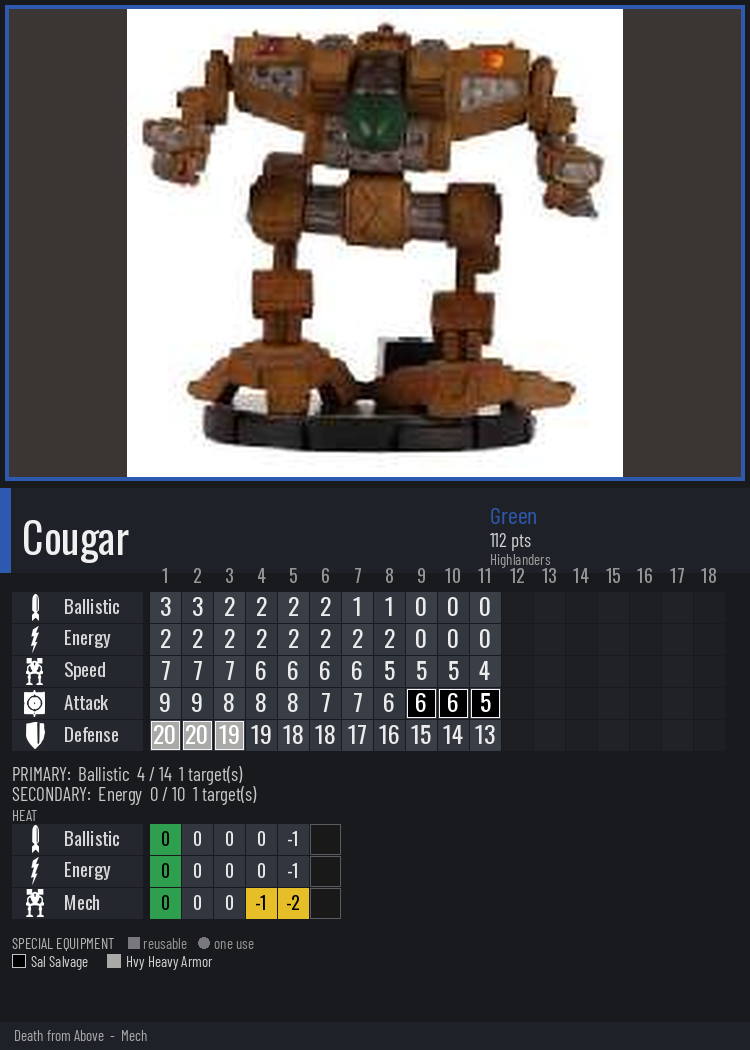 Cougar
Green
112 pts
Highlanders
1 2 3 4 5 6 7 8 9 10 11 12 13 14 15 16 17 18
Ballistic 3 3 2 2 2 2 1 1 0 0 0
Energy 2 2 2 2 2 2 2 2 0 0 0
Speed 7 7 7 6 6 6 6 5 5 5 4
Attack 9 9 8 8 8 7 7 6 6 6 5
Defense 20 20 19 19 18 18 17 16 15 14 13
PRIMARY: Ballistic 4 / 14 1 target(s)
SECONDARY: Energy 0 / 10 1 target(s)
HEAT
Ballistic 0 0 0 0 -1
Energy 0 0 0 0 -1
Mech 0 0 0 -1 -2
SPECIAL EQUIPMENT reusable one use
Sal Salvage Hvy Heavy Armor
Death from Above - Mech